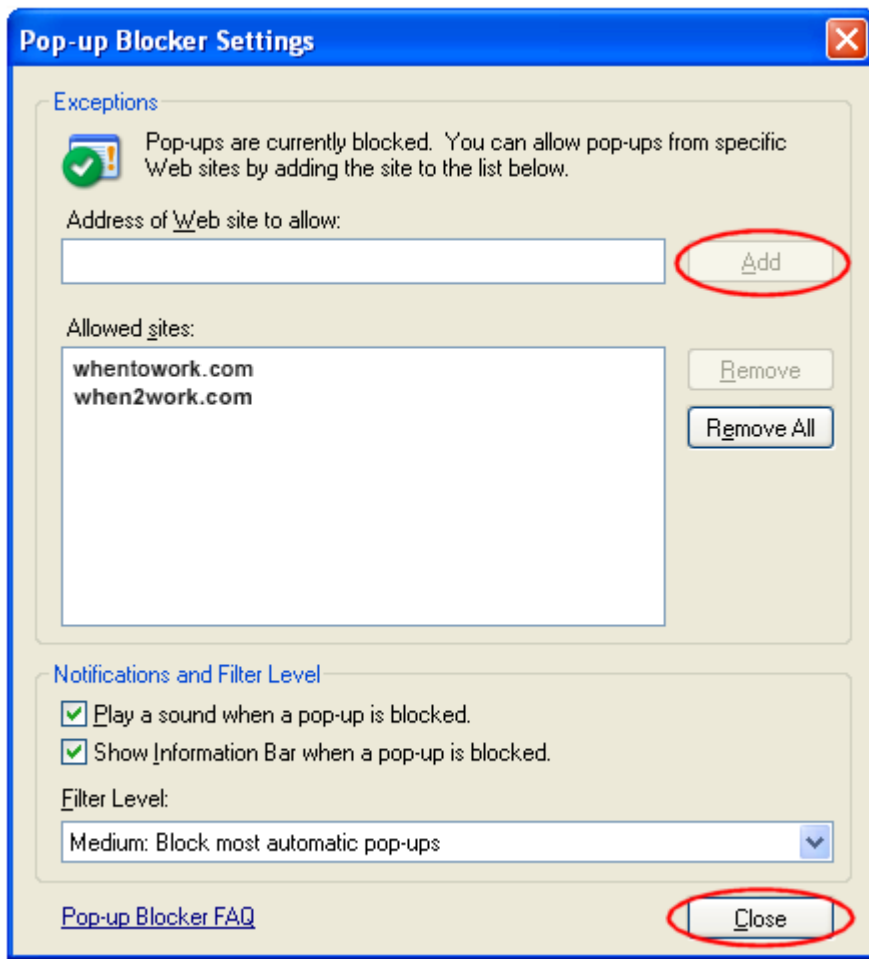 Pop-up Blocker Settings
Exceptions
Pop-ups are currently blocked. You can allow pop-ups from specific
Web sites by adding the site to the list below.
Address of Web site to allow:
Add
Allowed sites:
whentowork.com
when2work.com
Remove
Remove All
Notifications and Filter Level
Play a sound when a pop-up is blocked.
Show Information Bar when a pop-up is blocked.
Filter Level:
Medium: Block most automatic pop-ups
Pop-up Blocker FAQ
Close